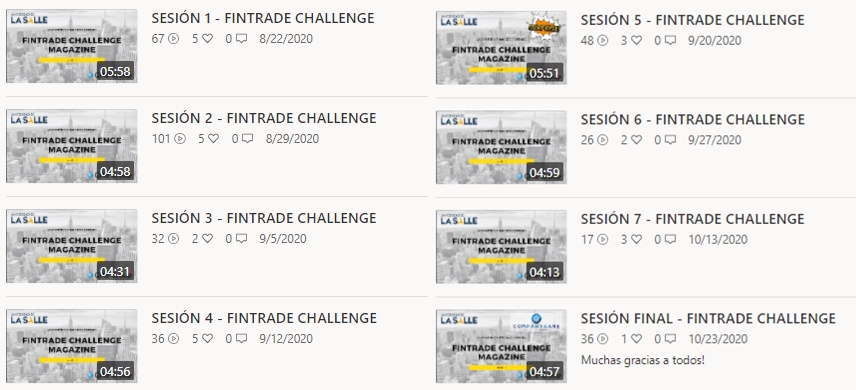 LA SALLE
FINTRADE CHALLENGE
MAGAZINE
05:58
SESIÓN 1 - FINTRADE CHALLENGE
67 5 0 8/22/2020
LA SALLE
FINTRADE CHALLENGE
MAGAZINE
04:58
SESIÓN 2 - FINTRADE CHALLENGE
101 5 0 8/29/2020
LA SALLE
FINTRADE CHALLENGE
MAGAZINE
04:31
SESIÓN 3 - FINTRADE CHALLENGE
32 2 0 9/5/2020
LA SALLE
FINTRADE CHALLENGE
MAGAZINE
04:56
SESIÓN 4 - FINTRADE CHALLENGE
36 5 0 9/12/2020
LA SALLE
FINTRADE CHALLENGE
MAGAZINE
05:51
SESIÓN 5 - FINTRADE CHALLENGE
48 3 0 9/20/2020
LA SALLE
FINTRADE CHALLENGE
MAGAZINE
04:59
SESIÓN 6 - FINTRADE CHALLENGE
26 2 0 9/27/2020
LA SALLE
FINTRADE CHALLENGE
MAGAZINE
04:13
SESIÓN 7 - FINTRADE CHALLENGE
17 3 0 10/13/2020
LA SALLE
COMPANYGAME
FINTRADE CHALLENGE
MAGAZINE
04:57
SESIÓN FINAL - FINTRADE CHALLENGE
36 1 0 10/23/2020
Muchas gracias a todos!